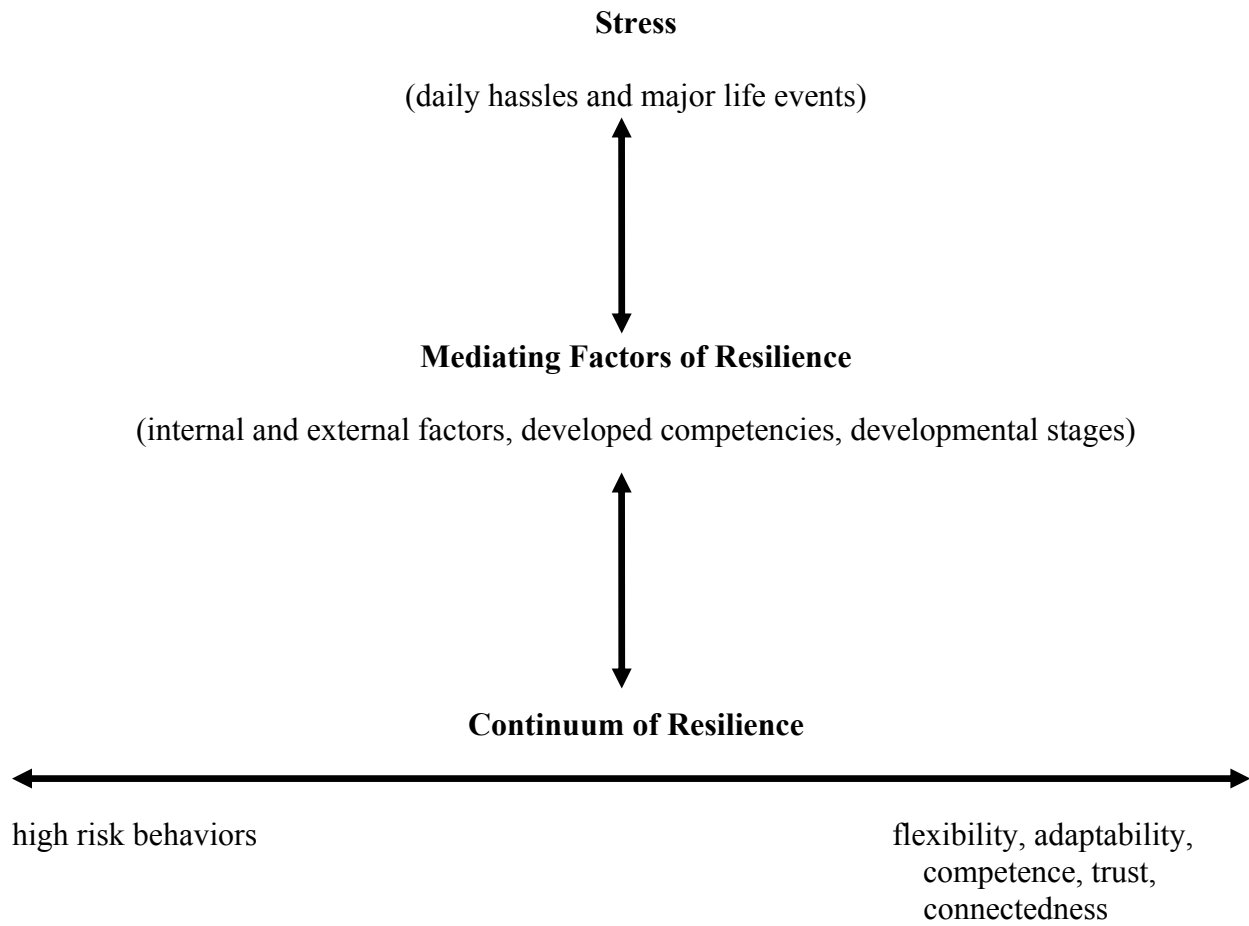 Stress
(daily hassles and major life events)
Mediating Factors of Resilience
(internal and external factors, developed competencies, developmental stages)
Continuum of Resilience
high risk behaviors
flexibility, adaptability,
competence, trust,
connectedness